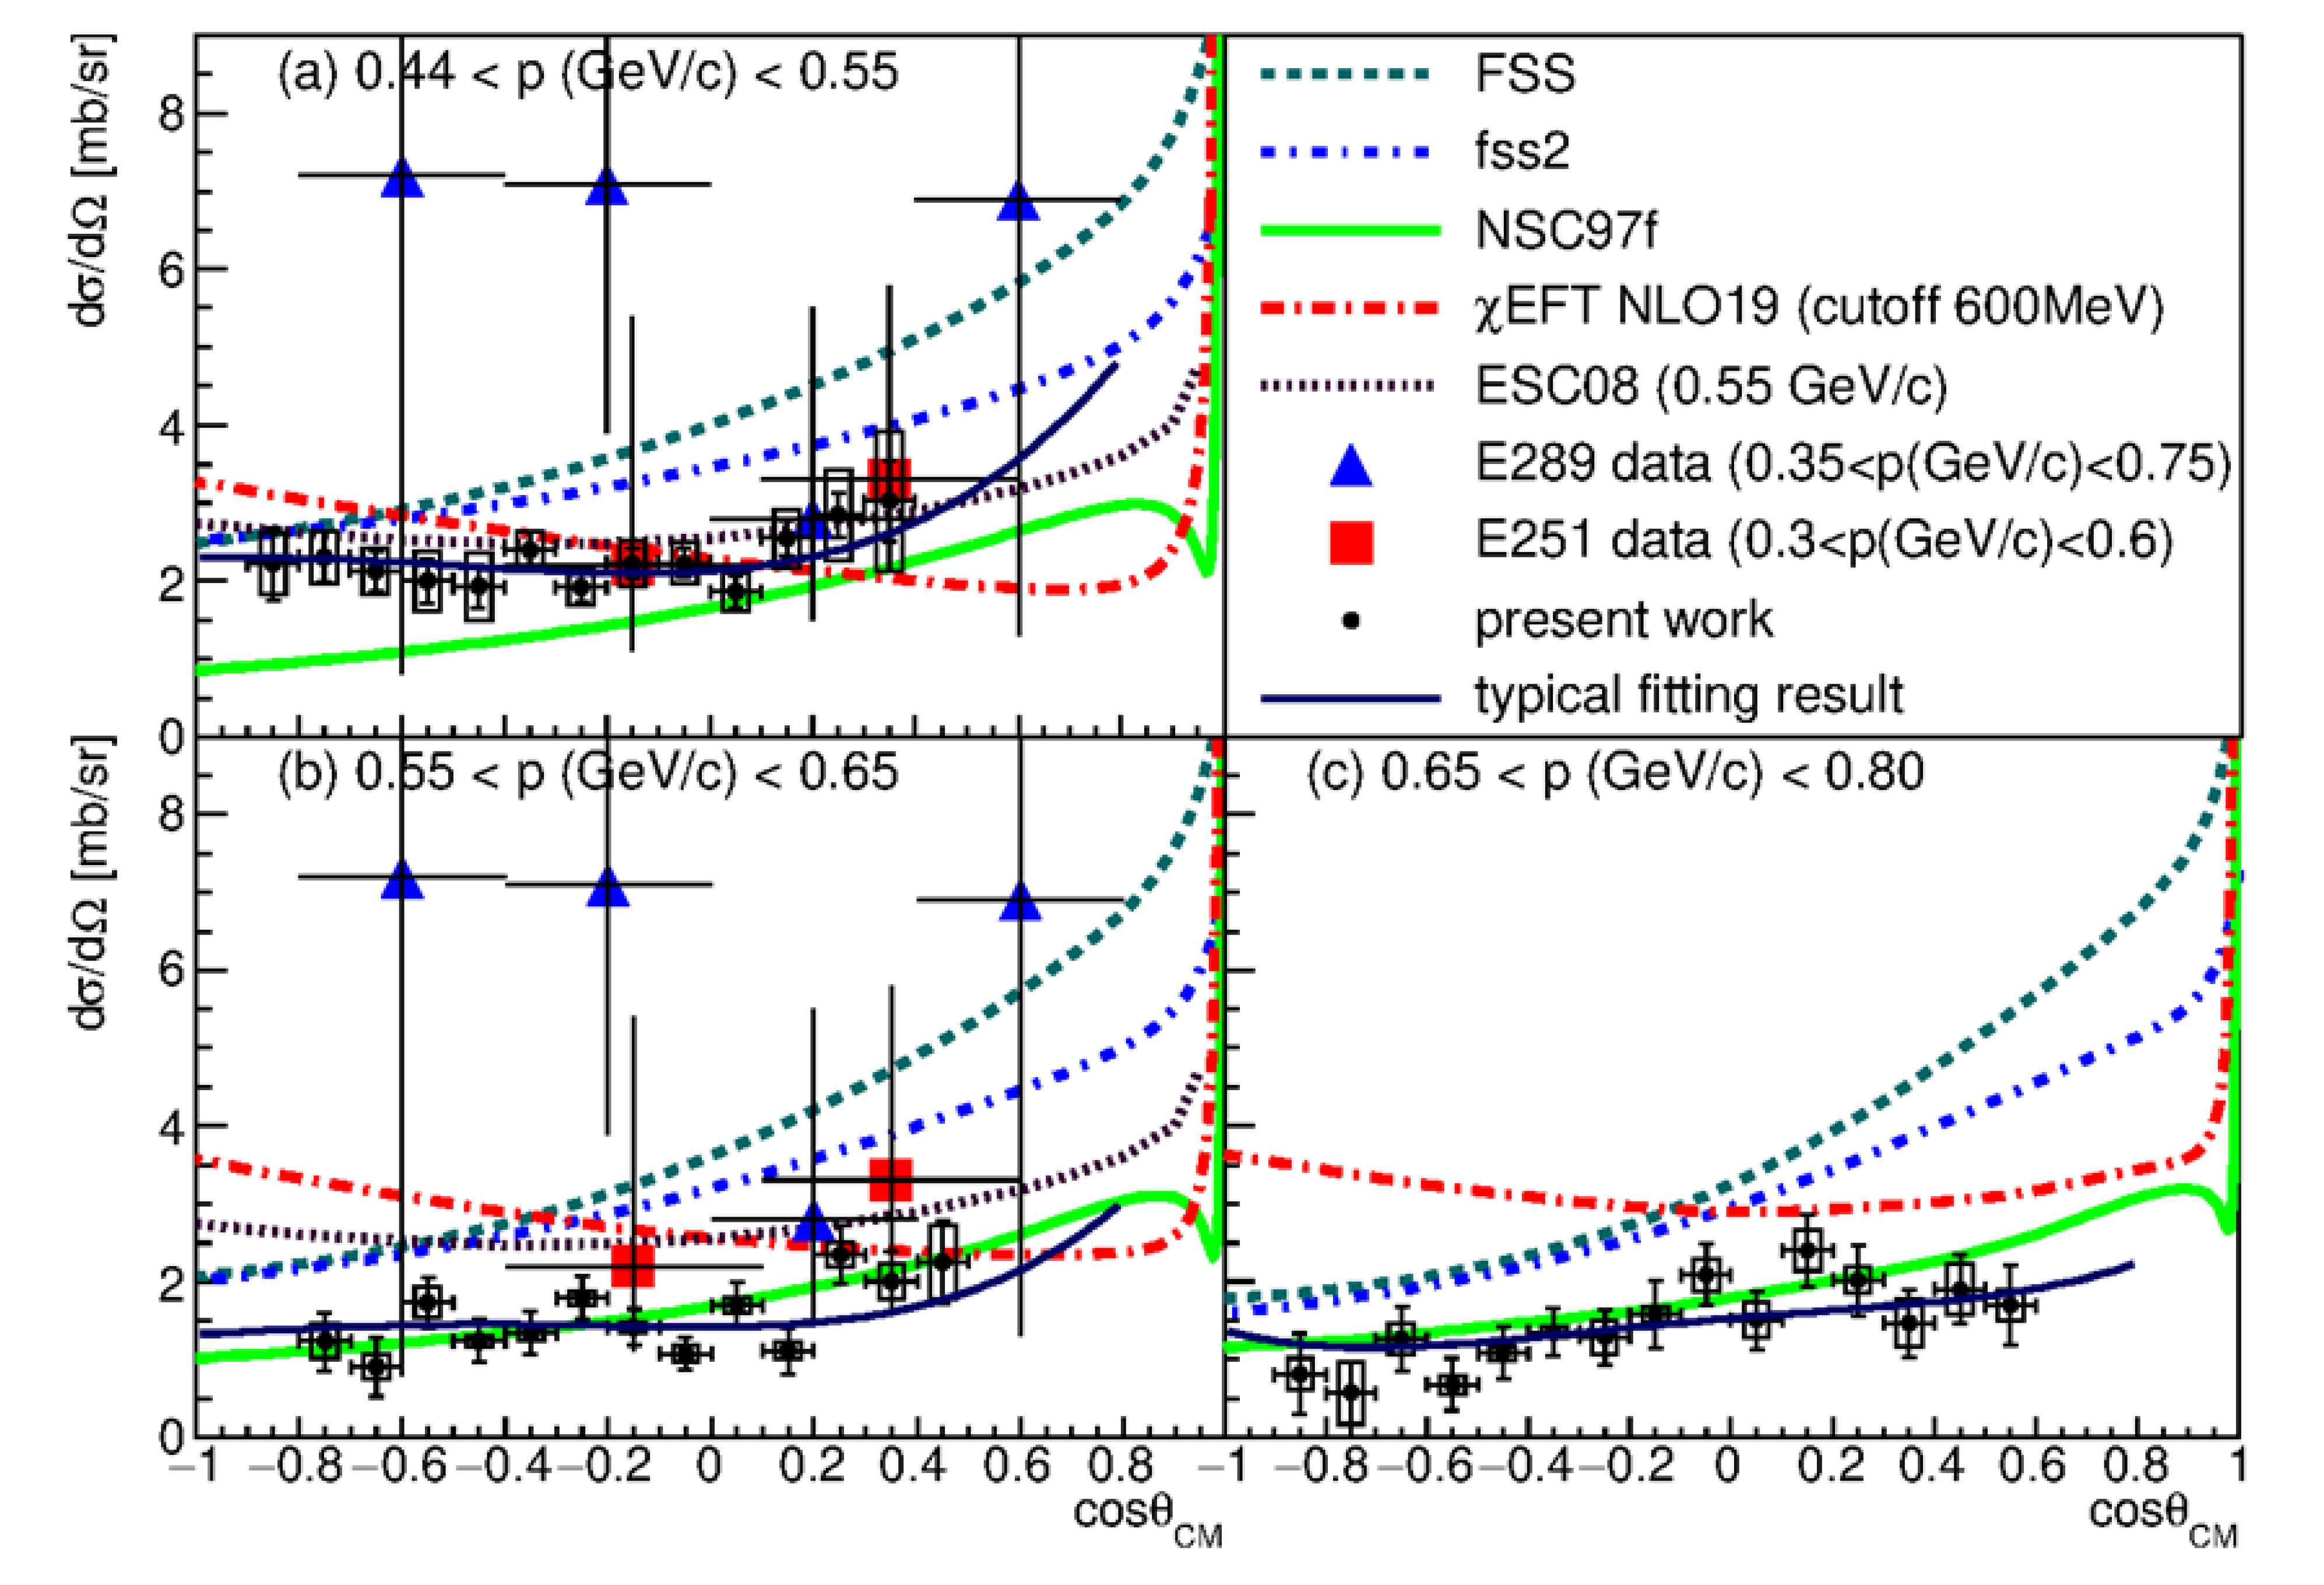 dσ/dΩ [mb/sr]
8
6
4
2
0
(a) 0.44 < p (GeV/c) < 0.55
FSS
fss2
NSC97f
χEFT NLO19 (cutoff 600MeV)
ESC08 (0.55 GeV/c)
E289 data (0.35<p(GeV/c)<0.75)
E251 data (0.3<p(GeV/c)<0.6)
present work
typical fitting result
dσ/dΩ [mb/sr]
8
6
4
2
0
(b) 0.55 < p (GeV/c) < 0.65
(c) 0.65 < p (GeV/c) < 0.80
−1 −0.8 −0.6 −0.4 −0.2 0 0.2 0.4 0.6 0.8 −1 −0.8 −0.6 −0.4 −0.2 0 0.2 0.4 0.6 0.8 1
cosθCM cosθCM